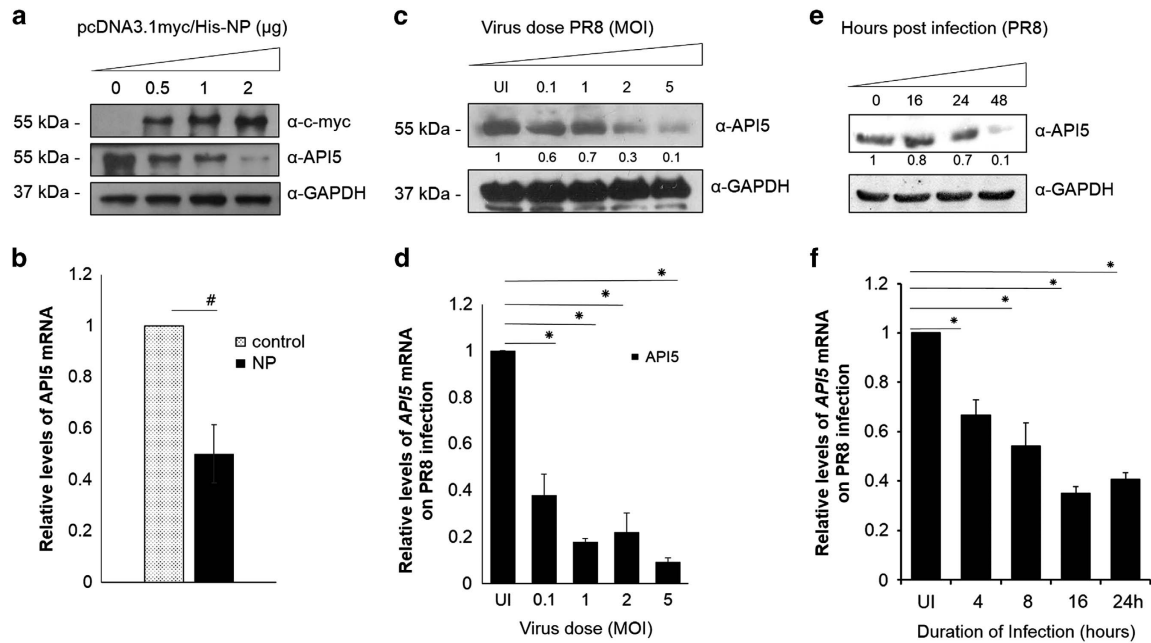 a
pcDNA3.1myc/His-NP (µg)
0 0.5 1 2
55 kDa - α-c-myc
55 kDa - α-API5
37 kDa - α-GAPDH
c
Virus dose PR8 (MOI)
UI 0.1 1 2 5
55 kDa - α-API5
1 0.6 0.7 0.3 0.1
37 kDa - α-GAPDH
e
Hours post infection (PR8)
0 16 24 48
α-API5
1 0.8 0.7 0.1
α-GAPDH
b
Relative levels of API5 mRNA
1.2
1
0.8
0.6
0.4
0.2
0
#
control
NP
d
Relative levels of API5 mRNA
on PR8 infection
1.2
1
0.8
0.6
0.4
0.2
0
*
*
*
*
API5
UI 0.1 1 2 5
Virus dose (MOI)
f
Relative levels of API5 mRNA
on PR8 infection
1.2
1
0.8
0.6
0.4
0.2
0
*
*
*
*
UI 4 8 16 24h
Duration of Infection (hours)